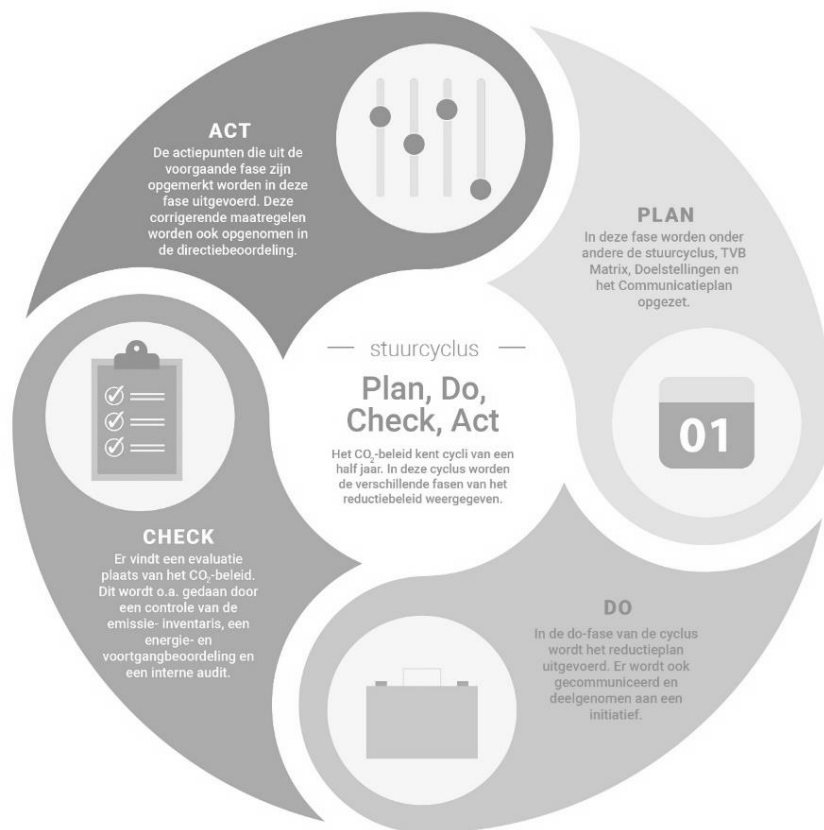 stuurcyclus
Plan, Do,
Check, Act
Het CO₂-beleid kent cycli van een
half jaar. In deze cyclus worden
de verschillende fasen van het
reductiebeleid weergegeven.
PLAN
In deze fase worden onder
andere de stuurcyclus, TVB
Matrix, Doelstellingen en
het Communicatieplan
opgezet.
01
DO
In de do-fase van de cyclus
wordt het reductieplan
uitgevoerd. Er wordt ook
gecommuniceerd en
deelgenomen aan een
initiatief.
CHECK
Er vindt een evaluatie
plaats van het CO₂-beleid.
Dit wordt o.a. gedaan door
een controle van de
emissie- inventaris, een
energie- en
voortgangbeoordeling en
een interne audit.
ACT
De actiepunten die uit de
voorgaande fase zijn
opgemerkt worden in deze
fase uitgevoerd. Deze
corrigerende maatregelen
worden ook opgenomen in
de directiebeoordeling.